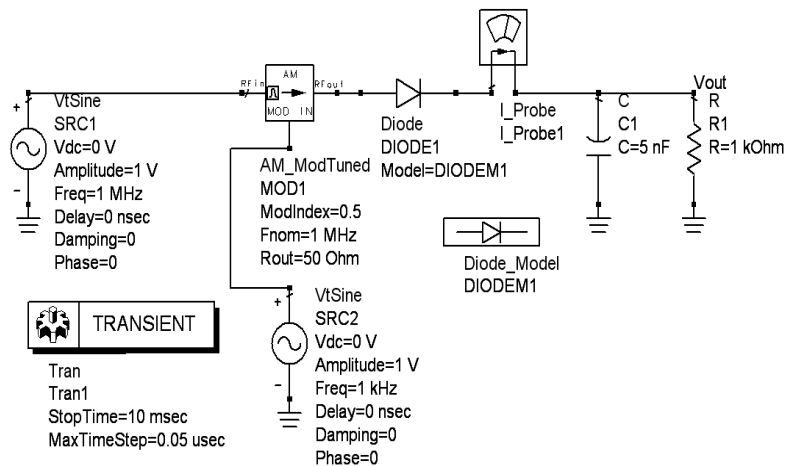 RFin
AM
RFout
MOD IN
+
VtSine
SRC1
Vdc=0 V
Amplitude=1 V
Freq=1 MHz
Delay=0 nsec
Damping=0
Phase=0
-
AM_ModTuned
MOD1
ModIndex=0.5
Fnom=1 MHz
Rout=50 Ohm
Diode
DIODE1
Model=DIODEM1
I_Probe
I_Probe1
C
C1
C=5 nF
Vout
R
R1
R=1 kOhm
Diode_Model
DIODEM1
+
VtSine
SRC2
Vdc=0 V
Amplitude=1 V
Freq=1 kHz
Delay=0 nsec
Damping=0
Phase=0
-
TRANSIENT
Tran
Tran1
StopTime=10 msec
MaxTimeStep=0.05 usec